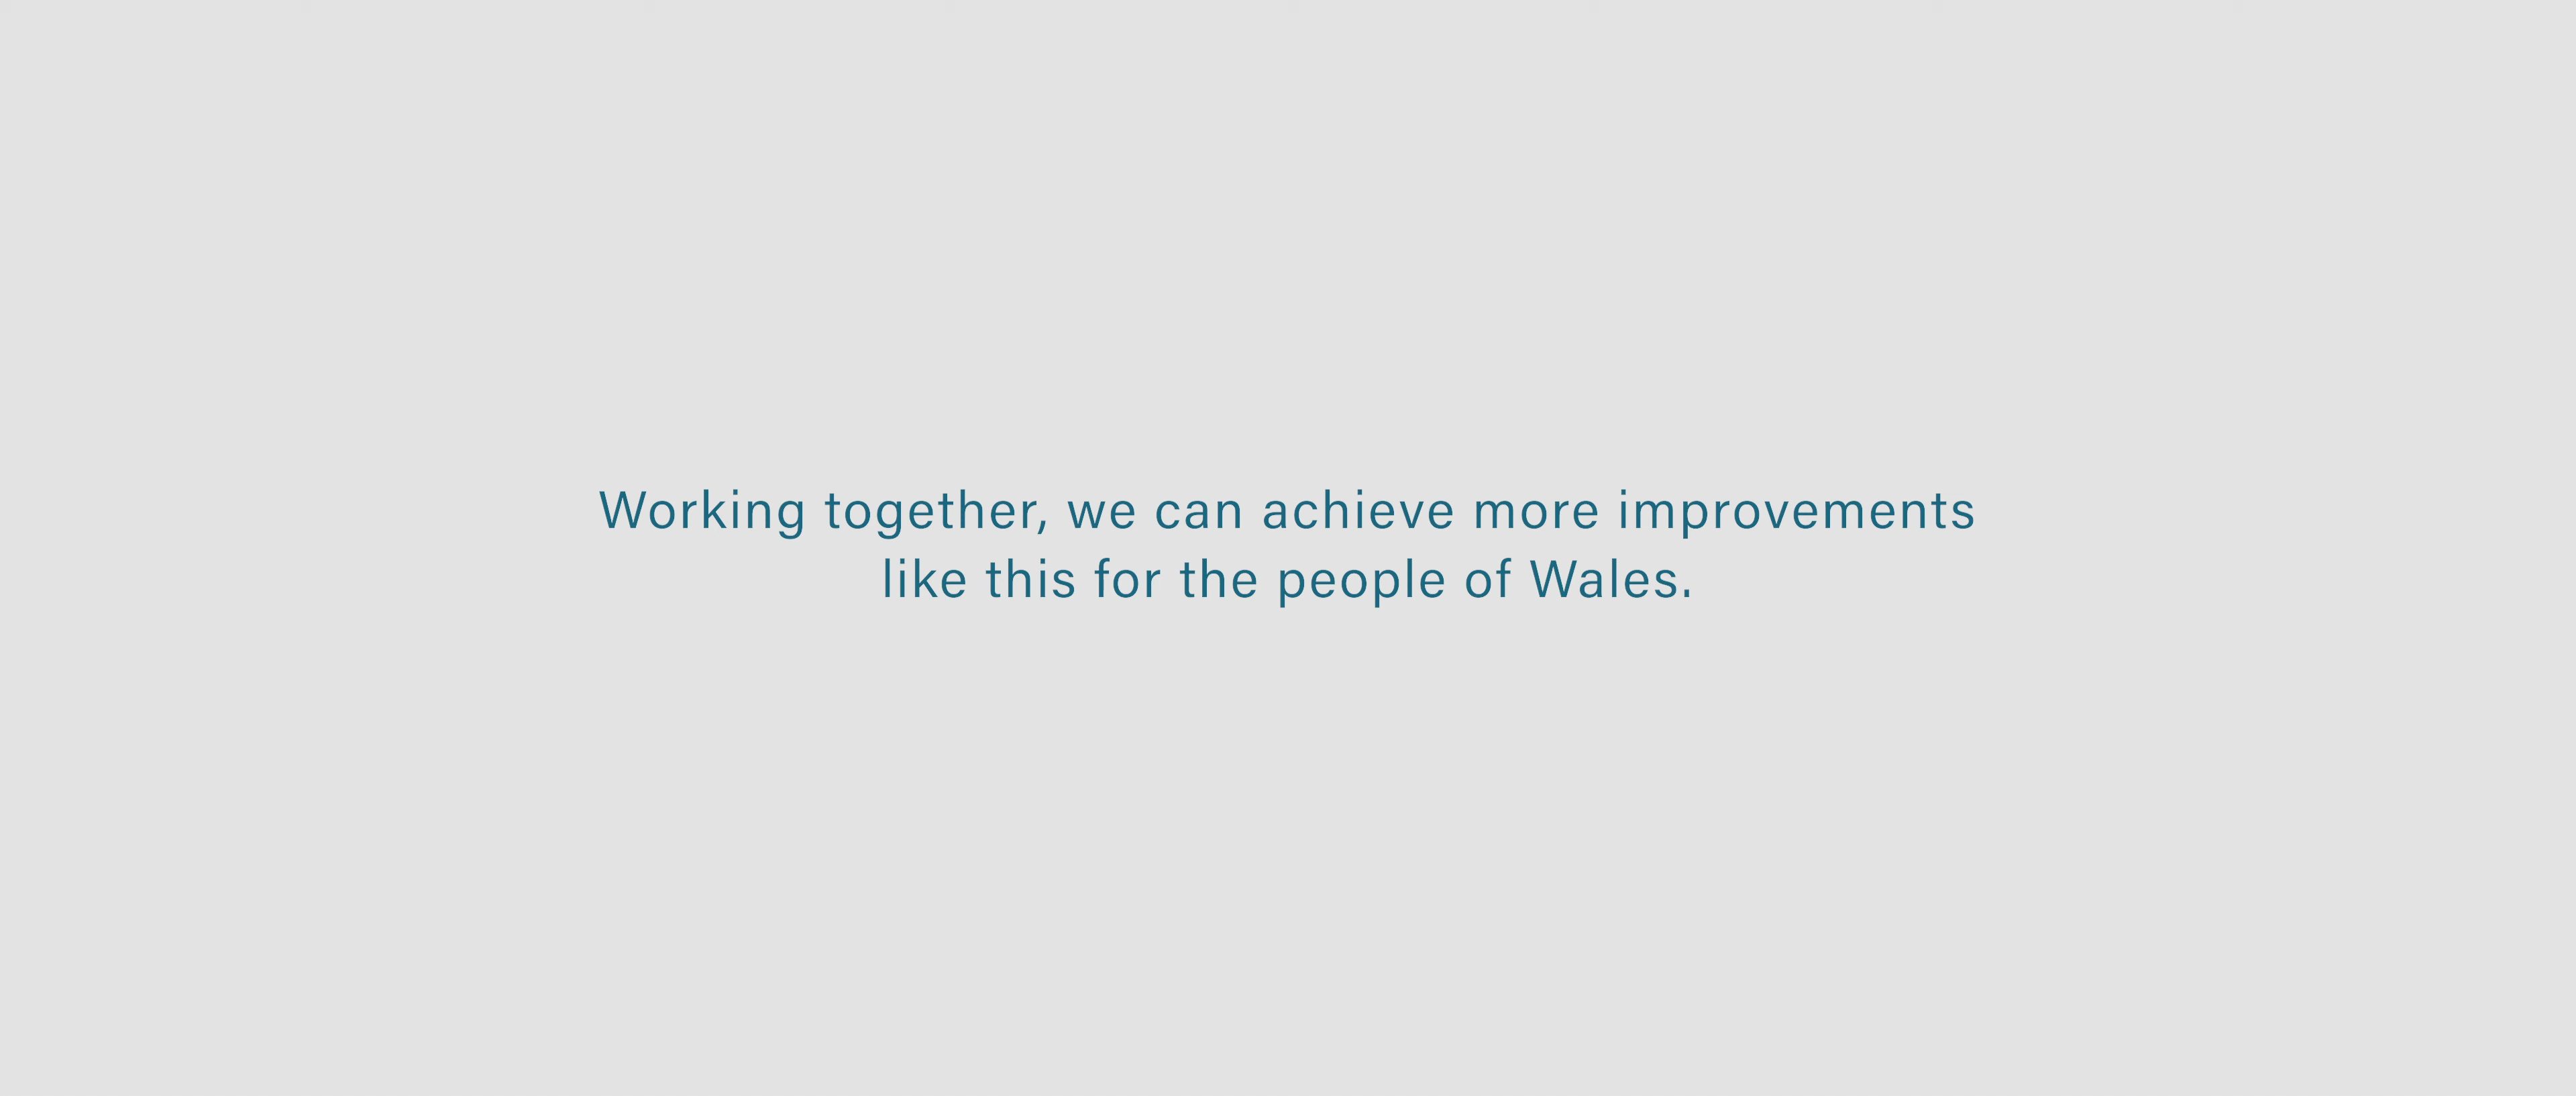 Working together, we can achieve more improvements
like this for the people of Wales.